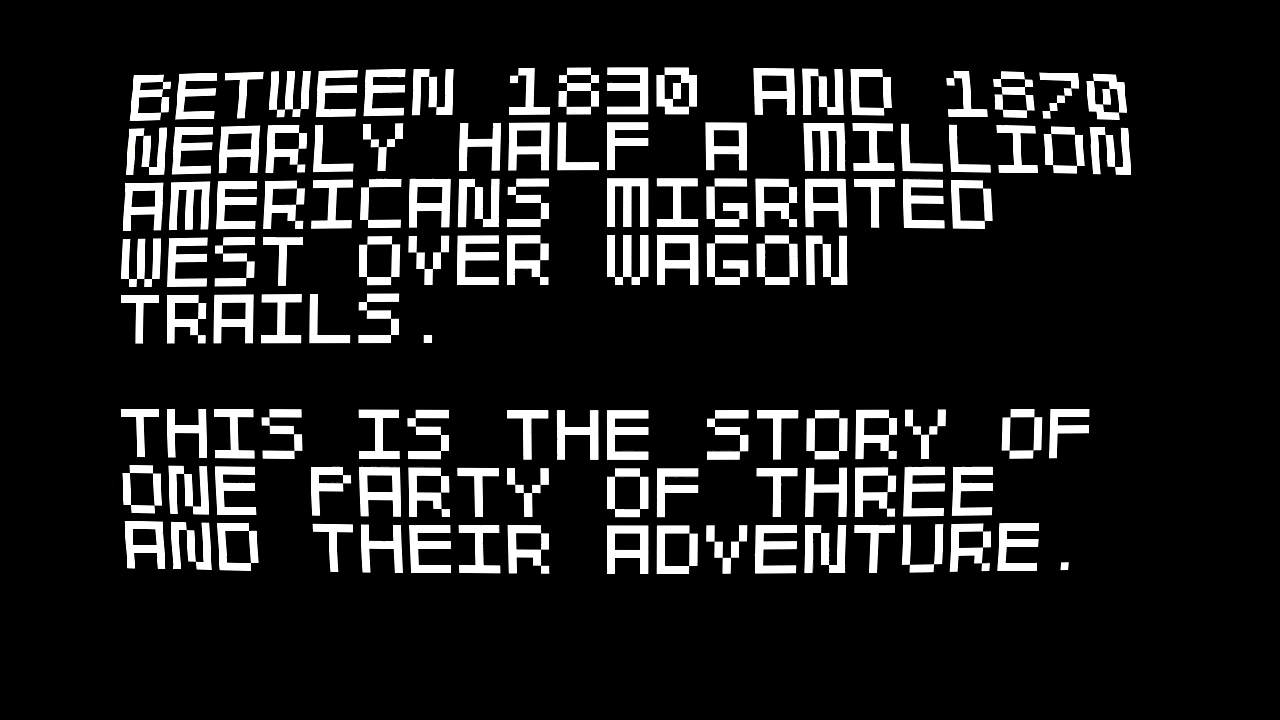 BETWEEN 1830 AND 1870
NEARLY HALF A MILLION
AMERICANS MIGRATED
WEST OVER WAGON
TRAILS.
THIS IS THE STORY OF
ONE PARTY OF THREE
AND THEIR ADVENTURE.